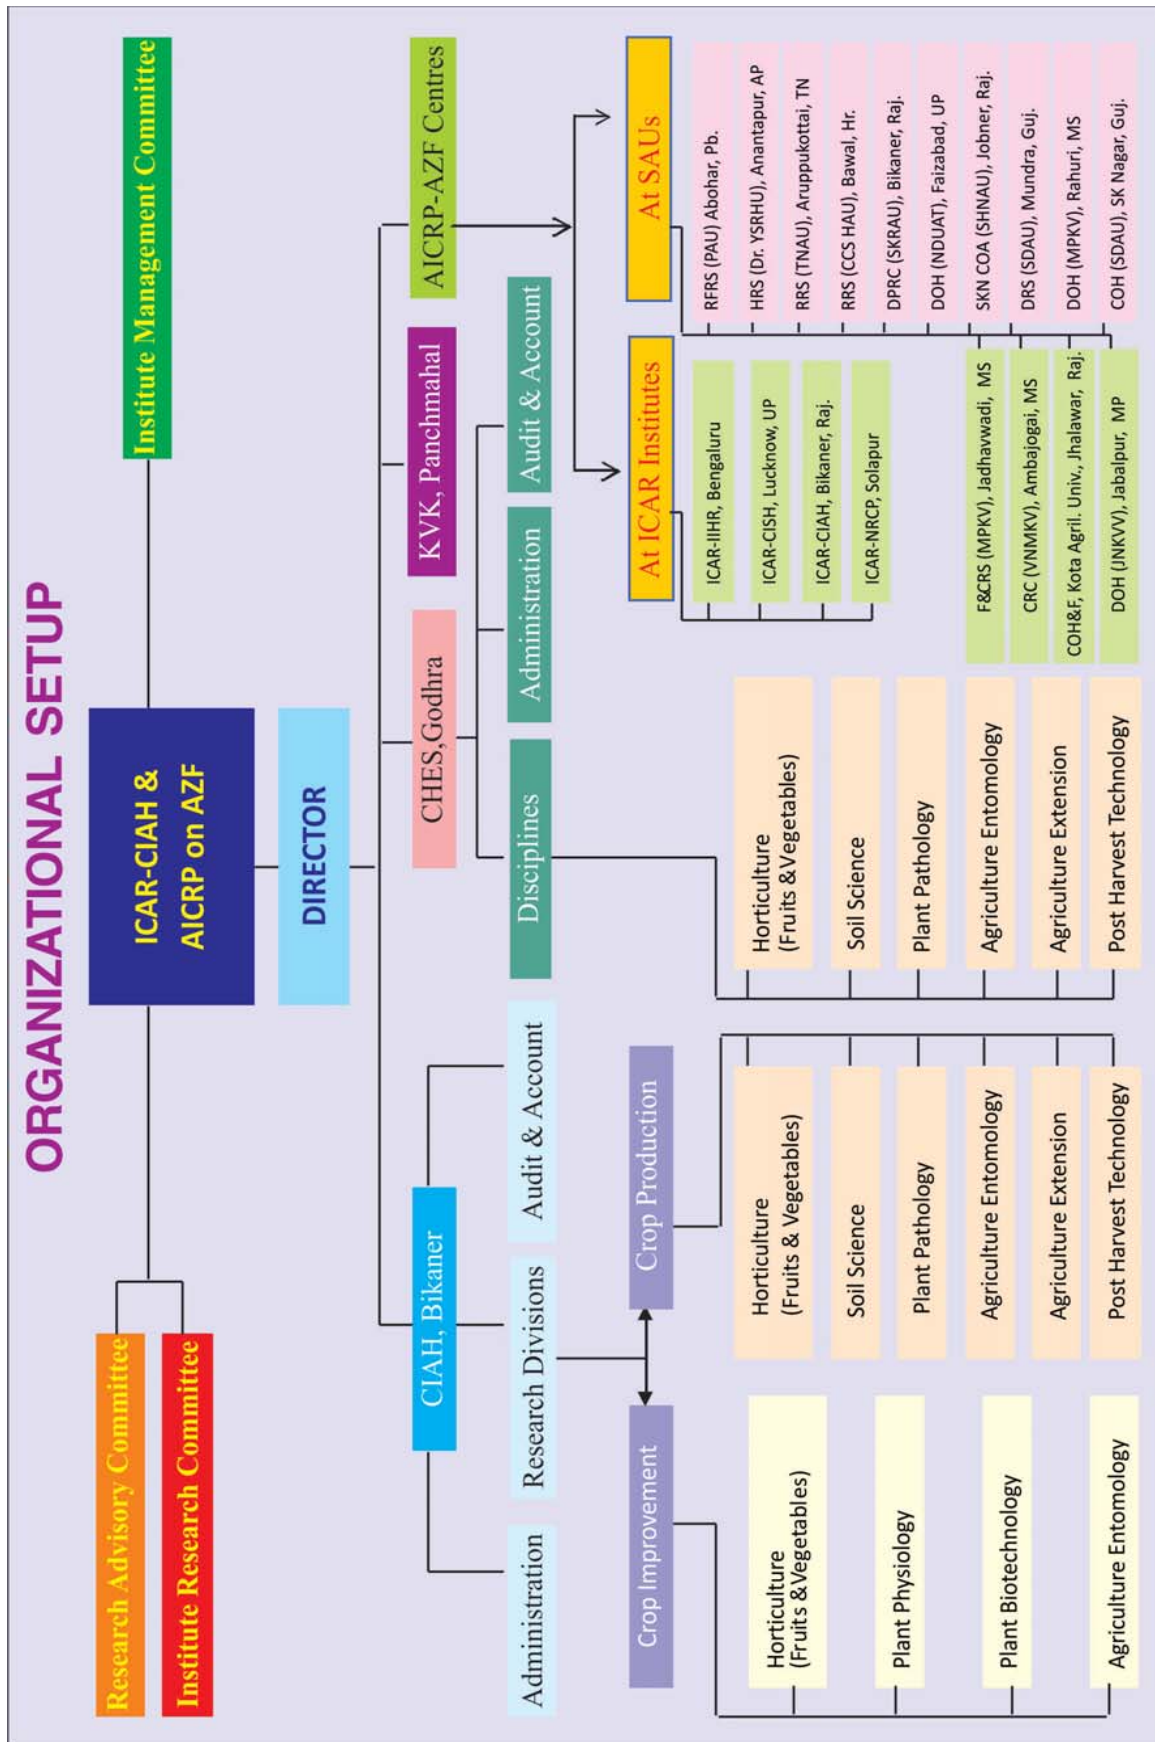 ORGANIZATIONAL SETUP
Research Advisory Committee
Institute Research Committee
ICAR-CIAH &
AICRP on AZF
Institute Management Committee
DIRECTOR
CIAH, Bikaner
CHES,Godhra
KVK, Panchmahal
AICRP-AZF Centres
Administration
Research Divisions
Audit & Account
Disciplines
Administration
Audit & Account
Crop Improvement
Crop Production
At ICAR Institutes
At SAUs
Horticulture
(Fruits &Vegetables)
Plant Physiology
Plant Biotechnology
Agriculture Entomology
Horticulture
(Fruits & Vegetables)
Soil Science
Plant Pathology
Agriculture Entomology
Agriculture Extension
Post Harvest Technology
Horticulture
(Fruits &Vegetables)
Soil Science
Plant Pathology
Agriculture Entomology
Agriculture Extension
Post Harvest Technology
ICAR-IIHR, Bengaluru
ICAR-CISH, Lucknow, UP
ICAR-CIAH, Bikaner, Raj.
ICAR-NRCP, Solapur
F&CRS (MPKV), Jadhavwadi, MS
CRC (VNMKV), Ambajogai, MS
COH&F, Kota Agril. Univ., Jhalawar, Raj.
DOH (JNKVV), Jabalpur, MP
RFRS (PAU) Abohar, Pb.
HRS (Dr. YSRHU), Anantapur, AP
RRS (TNAU), Aruppukottai, TN
RRS (CCS HAU), Bawal, Hr.
DPRC (SKRAU), Bikaner, Raj.
DOH (NDUAT), Faizabad, UP
SKN COA (SHNAU), Jobner, Raj.
DRS (SDAU), Mundra, Guj.
DOH (MPKV), Rahuri, MS
COH (SDAU), SK Nagar, Guj.